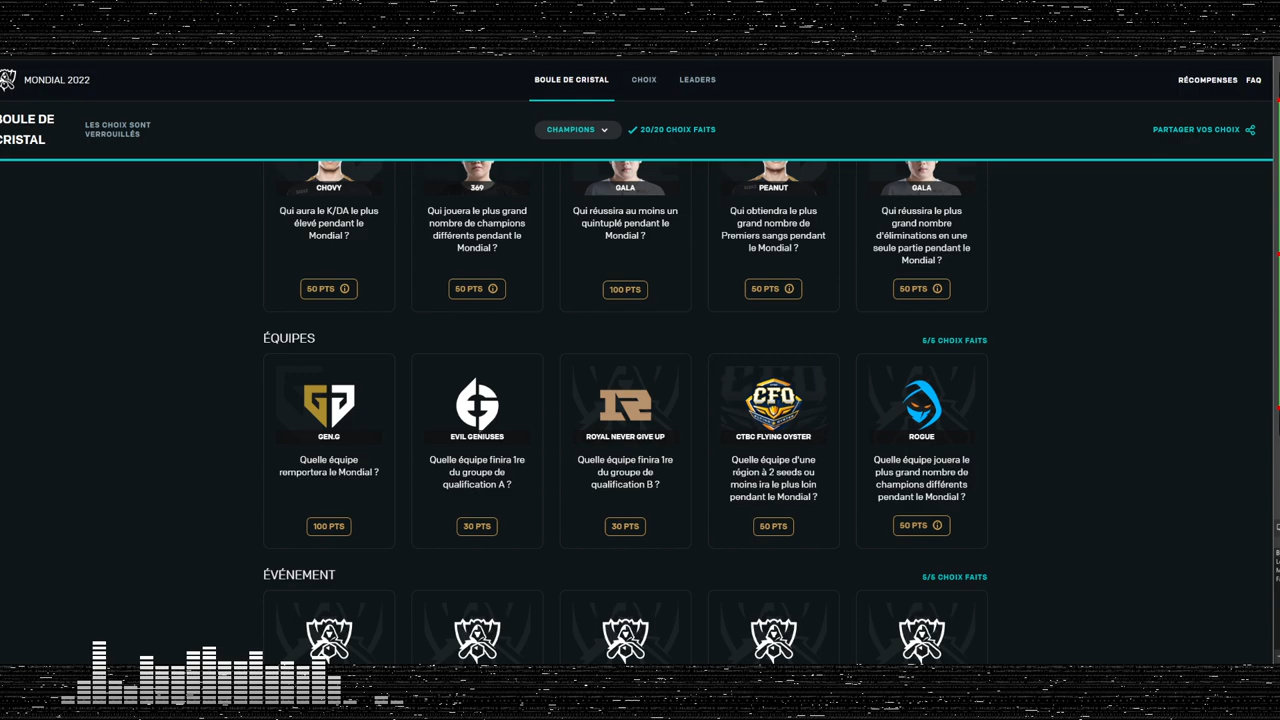 MONDIAL 2022
BOULE DE CRISTAL
CHOIX
LEADERS
RÉCOMPENSES
FAQ
BOULE DE
CRISTAL
LES CHOIX SONT
VERROUILLÉS
CHAMPIONS
20/20 CHOIX FAITS
PARTAGER VOS CHOIX
CHOVY
Qui aura le K/DA le plus
élevé pendant le
Mondial ?
50 PTS
369
Qui jouera le plus grand
nombre de champions
différents pendant le
Mondial ?
50 PTS
GALA
Qui réussira au moins un
quintuplé pendant le
Mondial ?
100 PTS
PEANUT
Qui obtiendra le plus
grand nombre de
Premiers sangs pendant
le Mondial ?
50 PTS
GALA
Qui réussira le plus
grand nombre
d'éliminations en une
seule partie pendant le
Mondial ?
50 PTS
ÉQUIPES
5/5 CHOIX FAITS
GEN.G
Quelle équipe
remportera le Mondial ?
100 PTS
EVIL GENIUSES
Quelle équipe finira 1re
du groupe de
qualification A ?
30 PTS
ROYAL NEVER GIVE UP
Quelle équipe finira 1re
du groupe de
qualification B ?
30 PTS
CFO
CTBC FLYING OYSTER
Quelle équipe d'une
région à 2 seeds ou
moins ira le plus loin
pendant le Mondial ?
50 PTS
ROGUE
Quelle équipe jouera le
plus grand nombre de
champions différents
pendant le Mondial ?
50 PTS
ÉVÉNEMENT
5/5 CHOIX FAITS